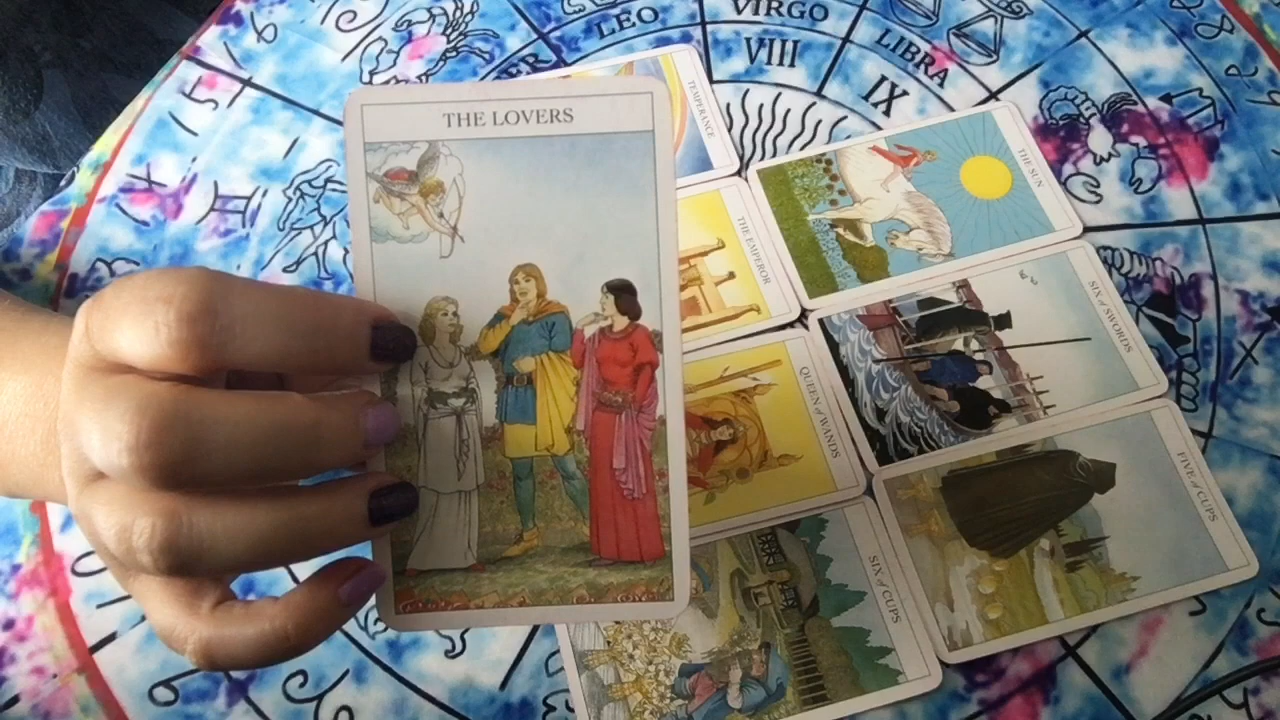 LEO
VIRGO
LIBRA
VIII
IX
THE LOVERS
TEMPERANCE
THE SUN
THE EMPEROR
SIX of SWORDS
QUEEN of WANDS
FIVE of CUPS
SIX of CUPS